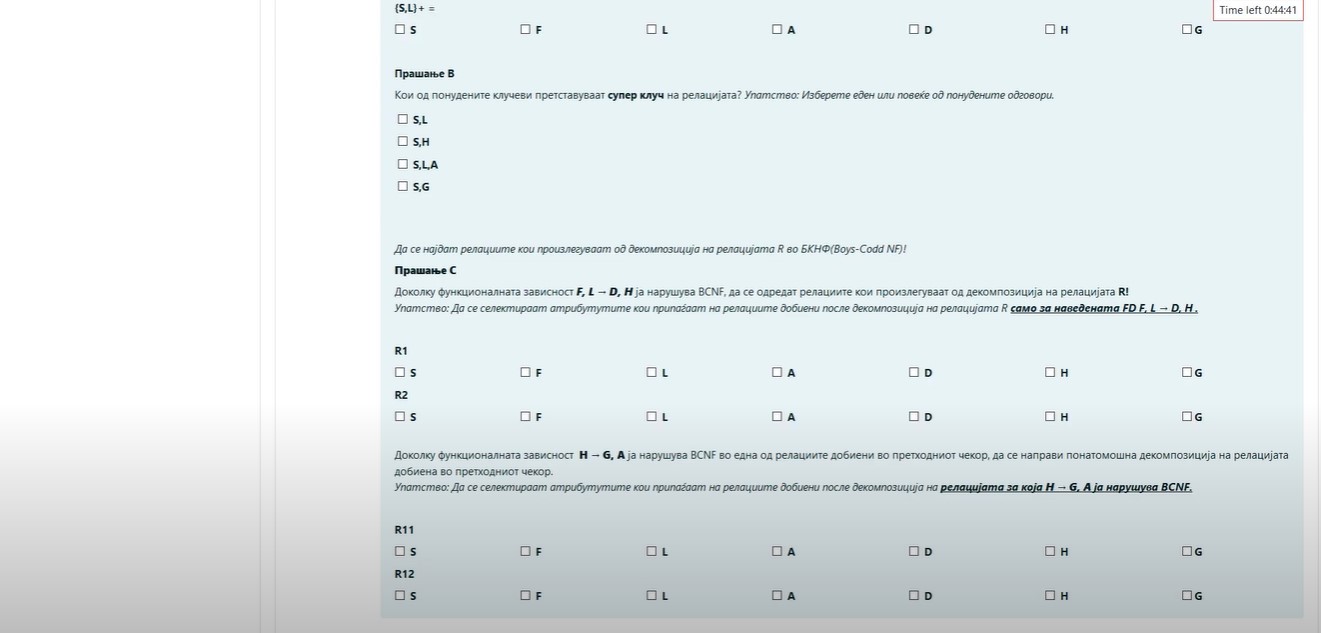 {S,L}+ =
Time left 0:44:41
S F L A D H G
Прашање B
Кои од понудените клучеви претставуваат супер клуч на релацијата? Упатство: Изберете еден или повеќе од понудените одговори.
S,L
S,H
S,L,A
S,G
Да се најдат релациите кои произлегуваат од декомпозиција на релацијата R во БКНФ(Boys-Codd NF)!
Прашање C
Доколку функционалната зависност F, L → D, H ја нарушува BCNF, да се одредат релациите кои произлегуваат од декомпозиција на релацијата R!
Упатство: Да се селектираат атрибутутите кои припаѓаат на релациите добиени после декомпозиција на релацијата R само за наведената FD F, L → D, H .
R1
S F L A D H G
R2
S F L A D H G
Доколку функционалната зависност H → G, A ја нарушува BCNF во една од релациите добиени во претходниот чекор, да се направи понатомошна декомпозиција на релацијата
добиена во претходниот чекор.
Упатство: Да се селектираат атрибутутите кои припаѓаат на релациите добиени после декомпозиција на релацијата за која H → G, A ја нарушува BCNF.
R11
S F L A D H G
R12
S F L A D H G